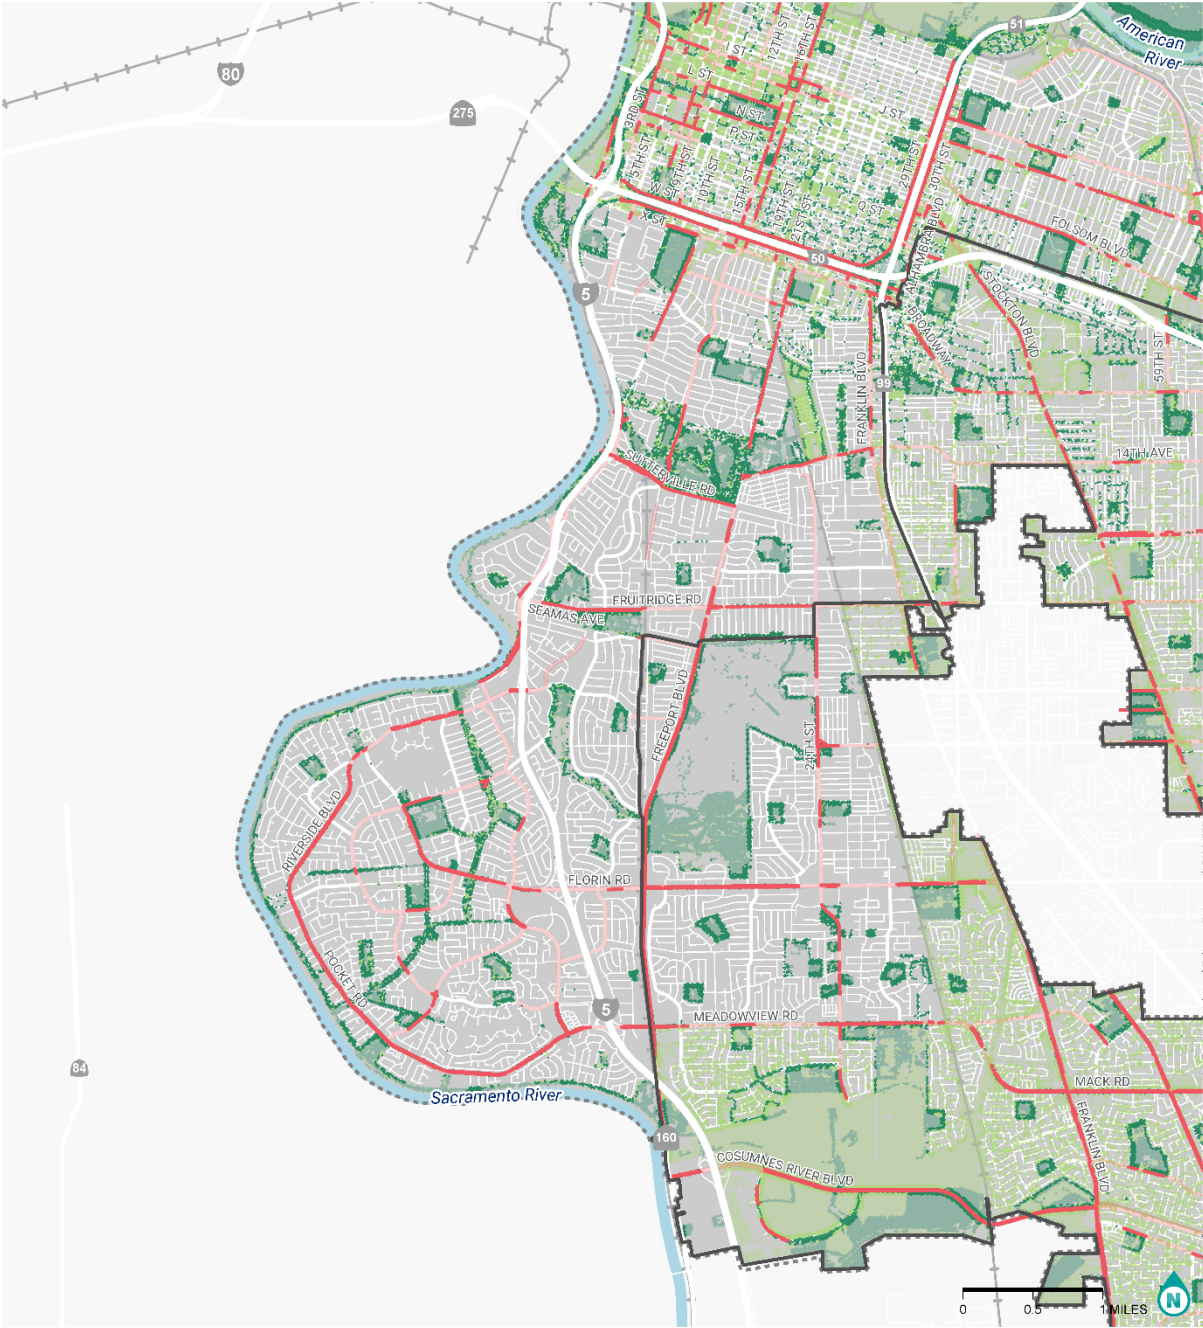 American
River
51
80
275
12TH ST
16TH ST
I ST
L ST
J ST
3RD ST
N ST
P ST
5TH ST
9TH ST
10TH ST
15TH ST
19TH ST
21ST ST
29TH ST
30TH ST
W ST
X ST
Q ST
50
ALHAMBRA BLVD
FOLSOM BLVD
5
STOCKTON BLVD
BROADWAY
59TH ST
FRANKLIN BLVD
99
14TH AVE
SUTTERVILLE RD
FRUITRIDGE RD
SEAMAS AVE
FREEPORT BLVD
24TH ST
RIVERSIDE BLVD
FLORIN RD
POCKET RD
5
MEADOWVIEW RD
84
MACK RD
Sacramento River
FRANKLIN BLVD
160
COSUMNES RIVER BLVD
N
0 0.5 1 MILES